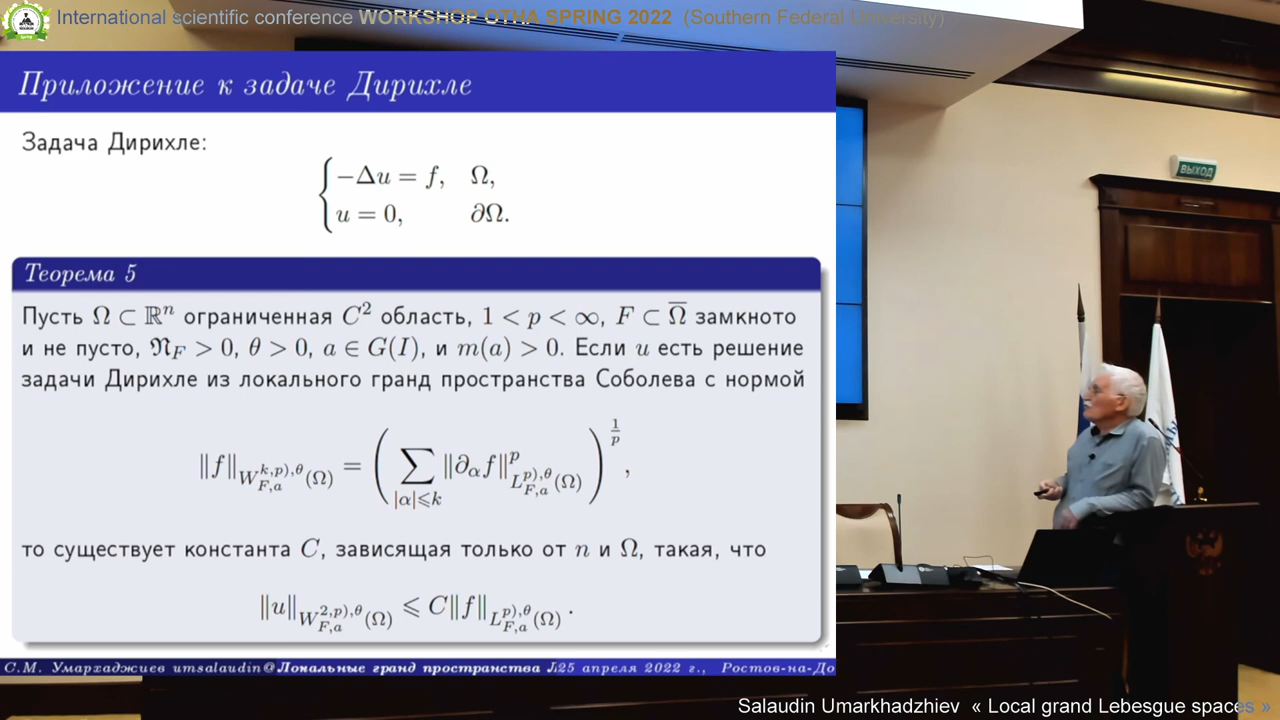 International scientific conference WORKSHOP OTHA SPRING 2022 (Southern Federal University)
Приложение к задаче Дирихле
Задача Дирихле:
−Δu = f, Ω,
u = 0, ∂Ω.
Теорема 5
Пусть Ω ⊂ ℝⁿ ограниченная C² область, 1 < p < ∞, F ⊂ Ω̅ замкното
и не пусто, 𝔑_F > 0, θ > 0, a ∈ G(I), и m(a) > 0. Если u есть решение
задачи Дирихле из локального гранд пространства Соболева с нормой
‖f‖_{W^{k,p),θ}_{F,a}(Ω)} = ( ∑_{|α|⩽k} ‖∂_α f‖^p_{L^{p),θ}_{F,a}(Ω)} )^{1/p},
то существует константа C, зависящая только от n и Ω, такая, что
‖u‖_{W^{2,p),θ}_{F,a}(Ω)} ⩽ C‖f‖_{L^{p),θ}_{F,a}(Ω)}.
С.М. Умархаджиев umsalaudin@ Локальные гранд пространства Л 25 апреля 2022 г., Ростов-на-До
ВЫХОД
Salaudin Umarkhadzhiev « Local grand Lebesgue spaces »